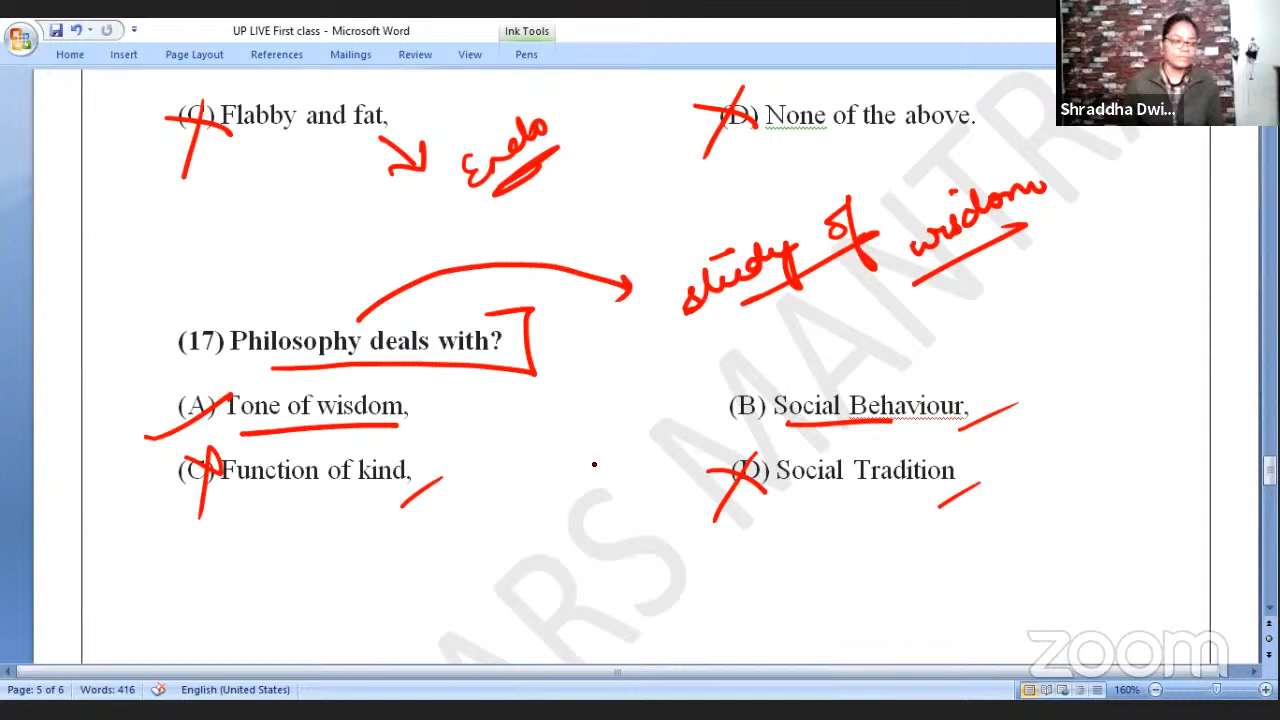 UP LIVE First class - Microsoft Word
Ink Tools
Home Insert Page Layout References Mailings Review View Pens
Shraddha Dwi...
(C) Flabby and fat, (D) None of the above.
Endo
study of wisdom
(17) Philosophy deals with?
(A) Tone of wisdom, (B) Social Behaviour,
(C) Function of kind, (D) Social Tradition
ARS MANTRA
zoom
Page: 5 of 6 Words: 416 English (United States) 160%